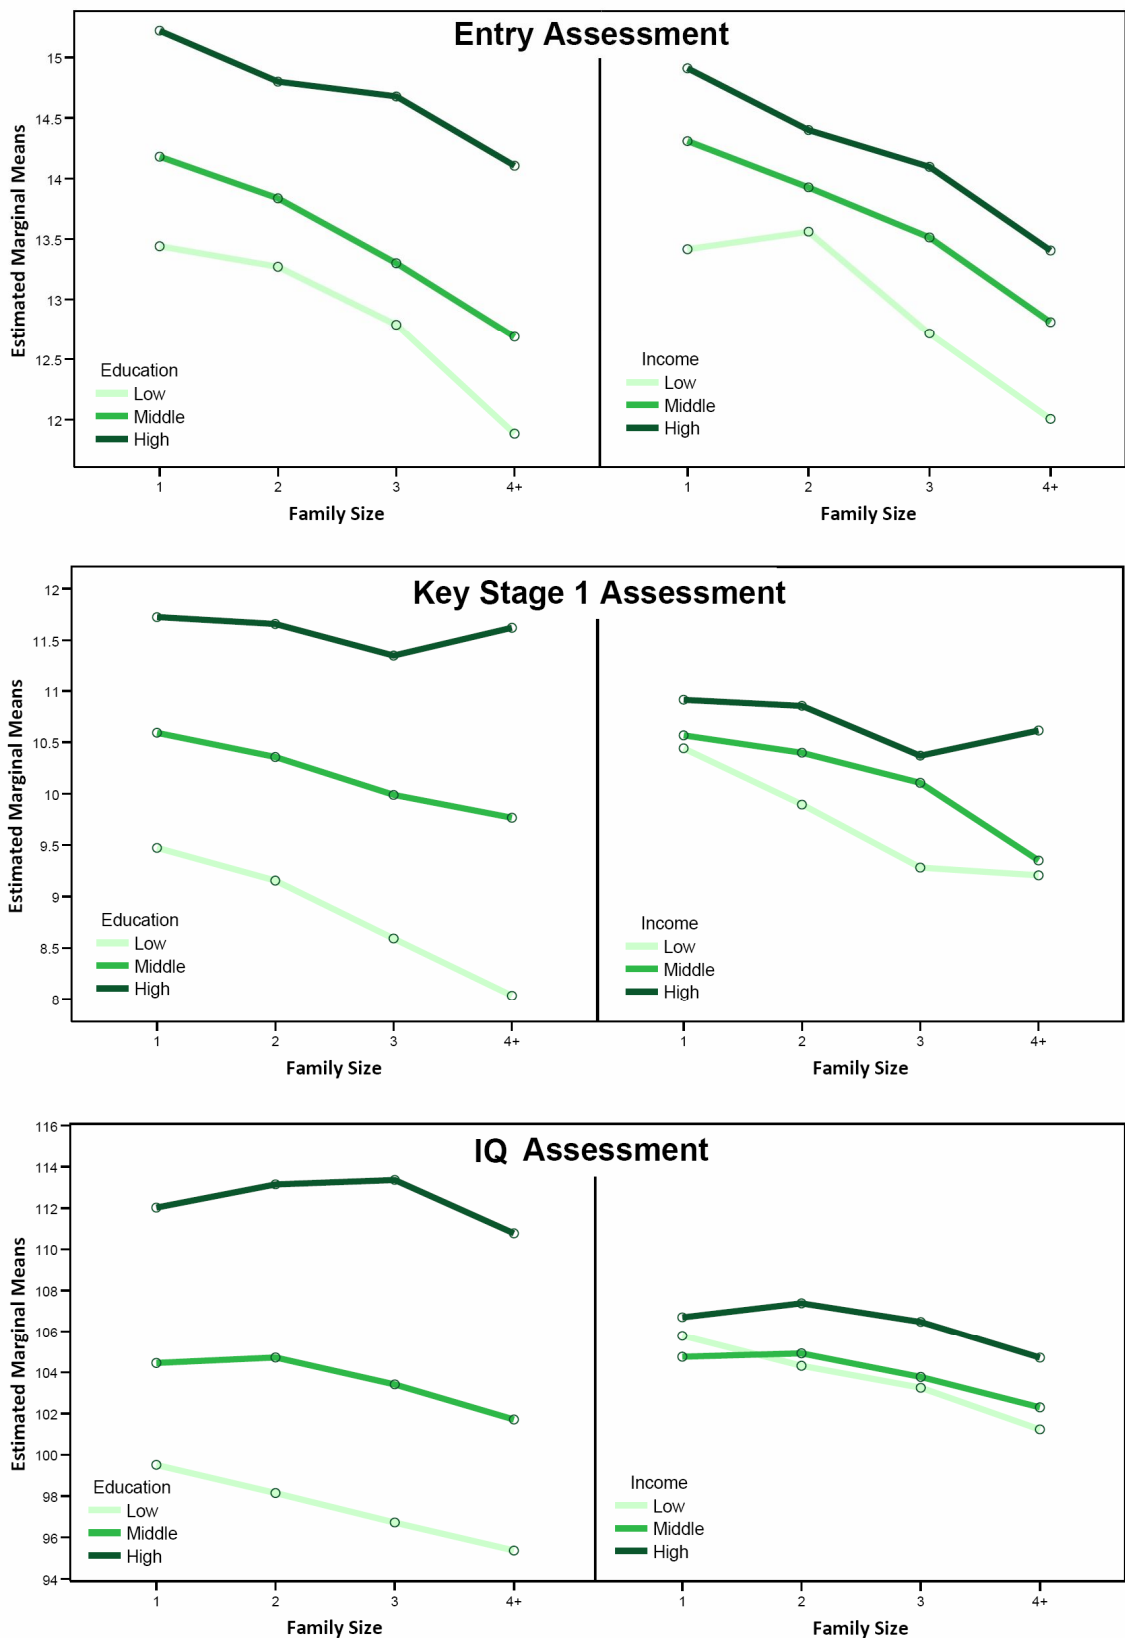 Entry Assessment
Estimated Marginal Means
15
14.5
14
13.5
13
12.5
12
Education
Low
Middle
High
1 2 3 4+
Family Size
Income
Low
Middle
High
1 2 3 4+
Family Size
Key Stage 1 Assessment
Estimated Marginal Means
12
11.5
11
10.5
10
9.5
9
8.5
8
Education
Low
Middle
High
1 2 3 4+
Family Size
Income
Low
Middle
High
1 2 3 4+
Family Size
IQ Assessment
Estimated Marginal Means
116
114
112
110
108
106
104
102
100
98
96
94
Education
Low
Middle
High
1 2 3 4+
Family Size
Income
Low
Middle
High
1 2 3 4+
Family Size